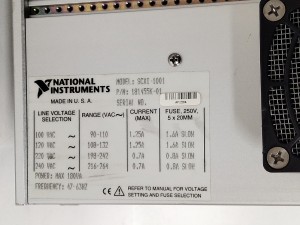 NATIONAL INSTRUMENTS
MADE IN U.S.A.
MODEL: SCXI-1001
P/N: 181455K-01
SERIAL NO.
LINE VOLTAGE SELECTION RANGE (VAC~) CURRENT (MAX) FUSE, 250V, 5 x 20MM
100 VAC 90-110 1.25A 1.6A SLOW
120 VAC 108-132 1.25A 1.6A SLOW
220 VAC 198-242 0.7A 0.8A SLOW
240 VAC 216-264 0.7A 0.8A SLOW
POWER: MAX 100VA
FREQUENCY: 47-63HZ
REFER TO MANUAL FOR VOLTAGE SETTING AND FUSE SELECTION